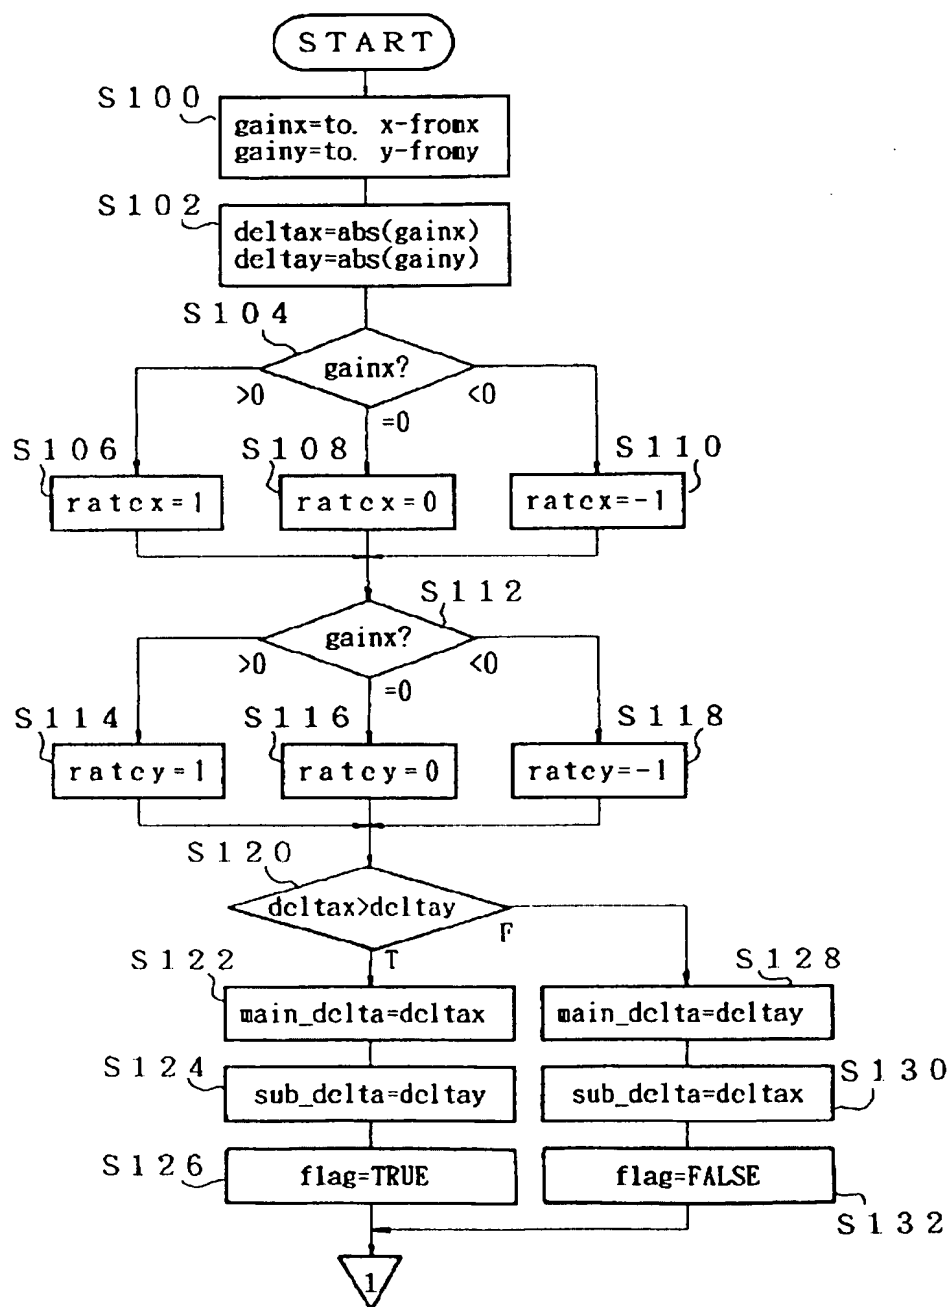 START
S100
gainx=to. x-fromx
gainy=to. y-fromy
S102
deltax=abs(gainx)
deltay=abs(gainy)
S104
gainx?
>0
=0
<0
S106
S108
S110
ratex=1
ratex=0
ratex=-1
S112
gainx?
>0
=0
<0
S114
S116
S118
ratey=1
ratey=0
ratey=-1
S120
deltax>deltay
T
F
S122
S128
main_delta=deltax
main_delta=deltay
S124
S130
sub_delta=deltay
sub_delta=deltax
S126
flag=TRUE
flag=FALSE
S132
1